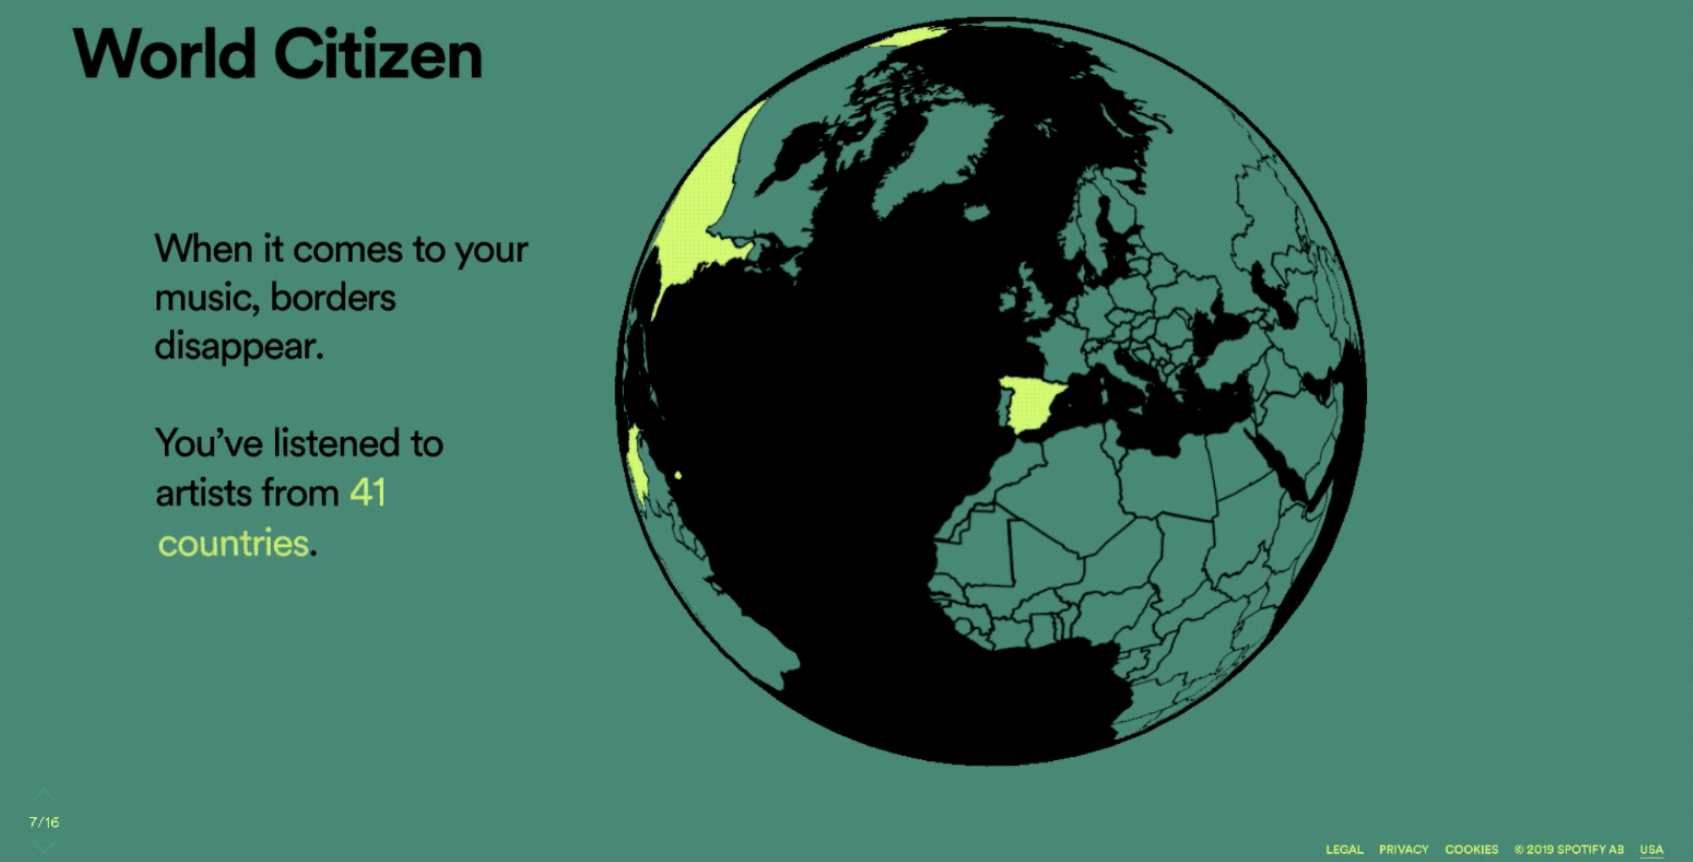 World Citizen
When it comes to your
music, borders
disappear.
You’ve listened to
artists from 41
countries.
7/16
LEGAL PRIVACY COOKIES © 2019 SPOTIFY AB USA